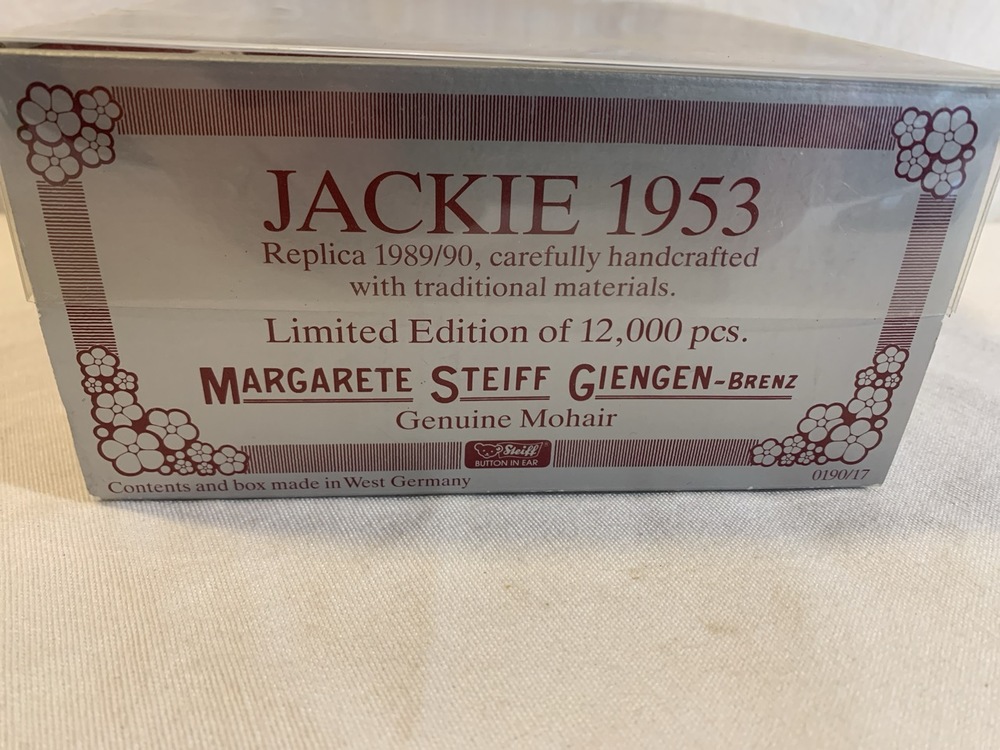 JACKIE 1953
Replica 1989/90, carefully handcrafted
with traditional materials.
Limited Edition of 12,000 pcs.
MARGARETE STEIFF GIENGEN-BRENZ
Genuine Mohair
Steiff
BUTTON IN EAR
Contents and box made in West Germany
0190/17